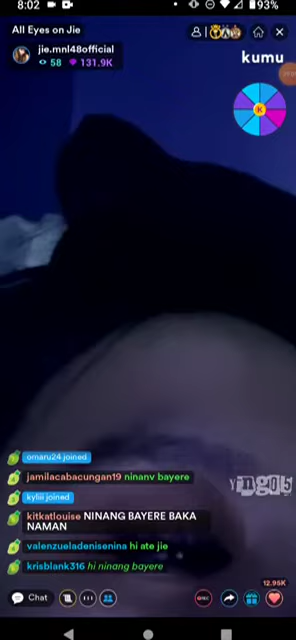 8:02
93%
All Eyes on Jie
jie.mnl48official
58 131.9K
kumu
K
omaru24 joined
jamilacabacungan19 ninanv bayere
kyliii joined
kitkatlouise NINANG BAYERE BAKA
NAMAN
valenzueladenisenina hi ate jie
krisblank316 hi ninang bayere
Yng05
12.95K
Chat